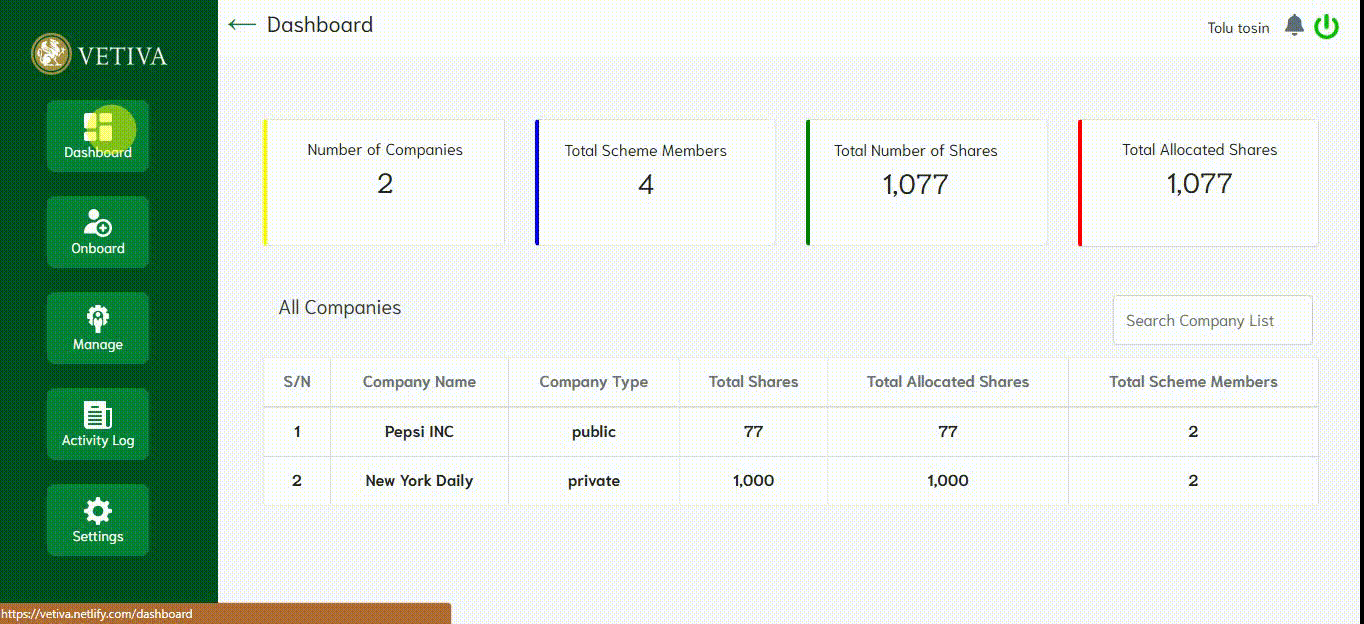 ← Dashboard
Tolu tosin
VETIVA
Dashboard
Onboard
Manage
Activity Log
Settings
Number of Companies
2
Total Scheme Members
4
Total Number of Shares
1,077
Total Allocated Shares
1,077
All Companies
Search Company List
S/N Company Name Company Type Total Shares Total Allocated Shares Total Scheme Members
1 Pepsi INC public 77 77 2
2 New York Daily private 1,000 1,000 2
https://vetiva.netlify.com/dashboard